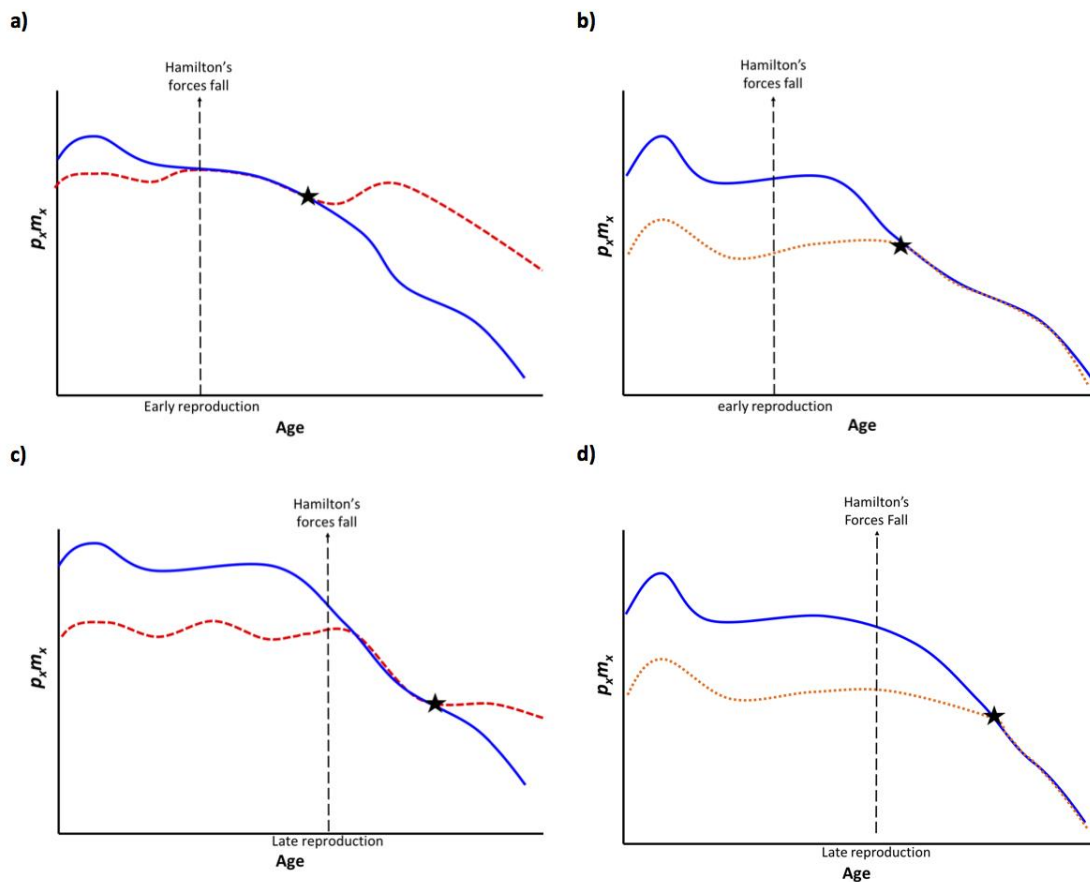 a)
Hamilton's
forces fall
pₓmₓ
Early reproduction
Age
b)
Hamilton's
forces fall
pₓmₓ
early reproduction
Age
c)
Hamilton's
forces fall
pₓmₓ
Late reproduction
Age
d)
Hamilton's
Forces Fall
pₓmₓ
Late reproduction
Age